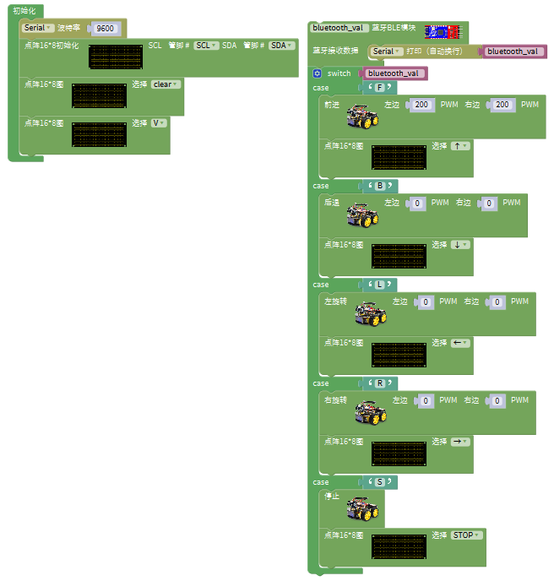 初始化
Serial 波特率 9600
点阵16*8初始化 SCL 管脚# SCL SDA 管脚# SDA
点阵16*8图 选择 clear
点阵16*8图 选择 V
bluetooth_val 蓝牙BLE模块
蓝牙接收数据 Serial 打印（自动换行） bluetooth_val
switch bluetooth_val
case “F”
前进 左边 200 PWM 右边 200 PWM
点阵16*8图 选择 ↑
case “B”
后退 左边 0 PWM 右边 0 PWM
点阵16*8图 选择 ↓
case “L”
左旋转 左边 0 PWM 右边 0 PWM
点阵16*8图 选择 ←
case “R”
右旋转 左边 0 PWM 右边 0 PWM
点阵16*8图 选择 →
case “S”
停止
点阵16*8图 选择 STOP